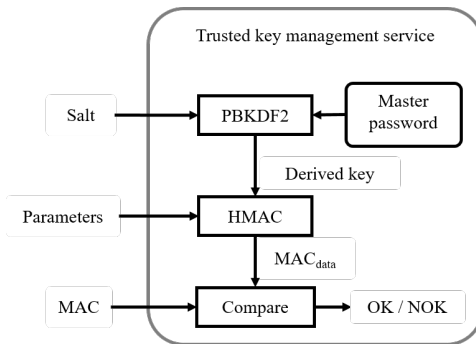 Trusted key management service
Salt
PBKDF2
Master
password
Derived key
Parameters
HMAC
MACdata
MAC
Compare
OK / NOK